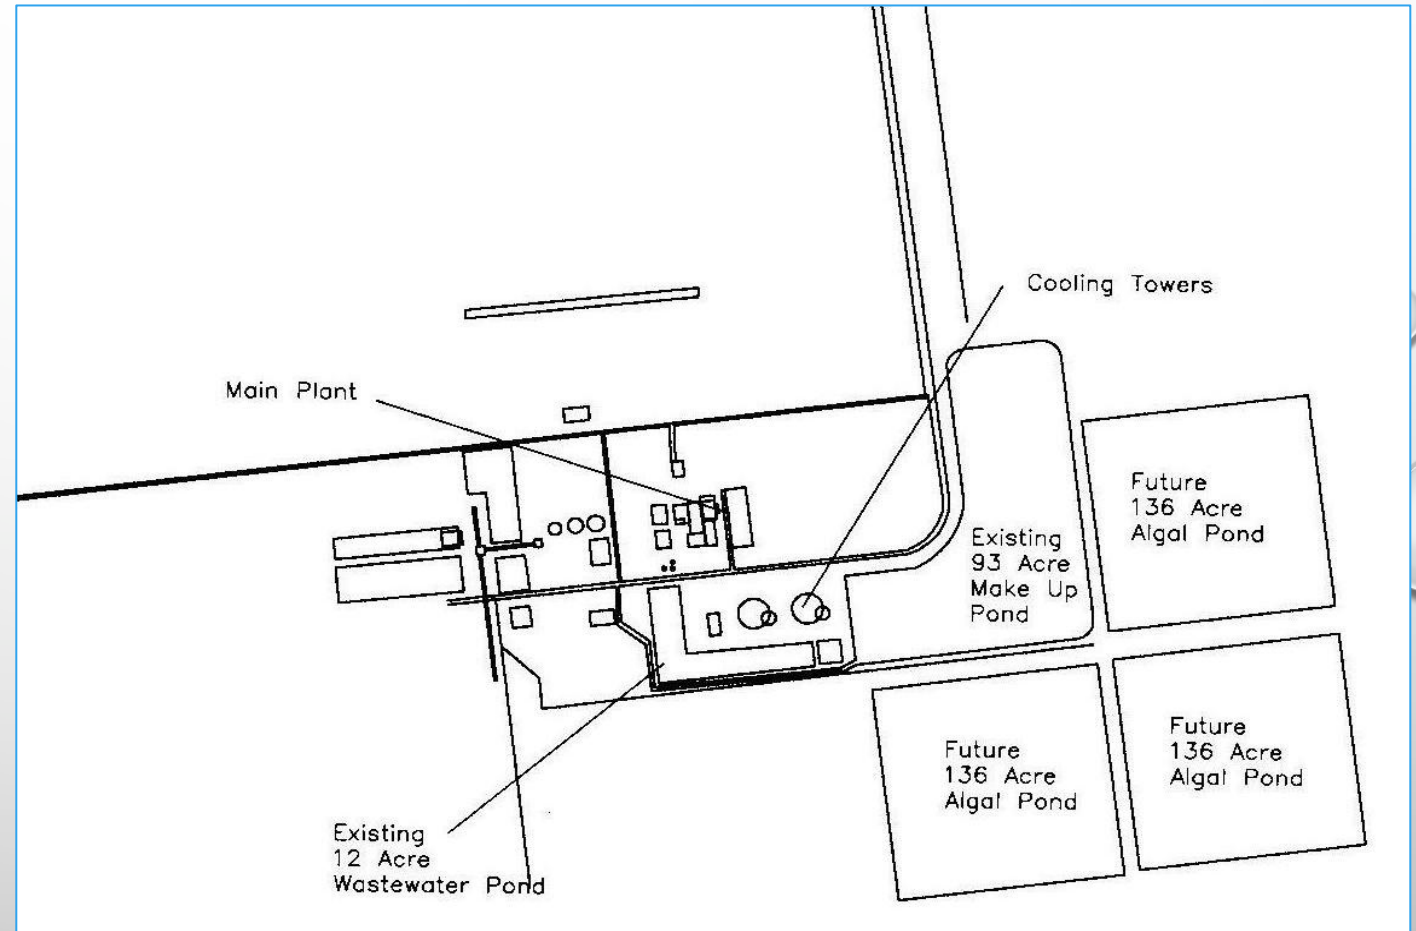 Cooling Towers
Main Plant
Future
136 Acre
Algal Pond
Existing
93 Acre
Make Up
Pond
Future
136 Acre
Algal Pond
Future
136 Acre
Algal Pond
Existing
12 Acre
Wastewater Pond